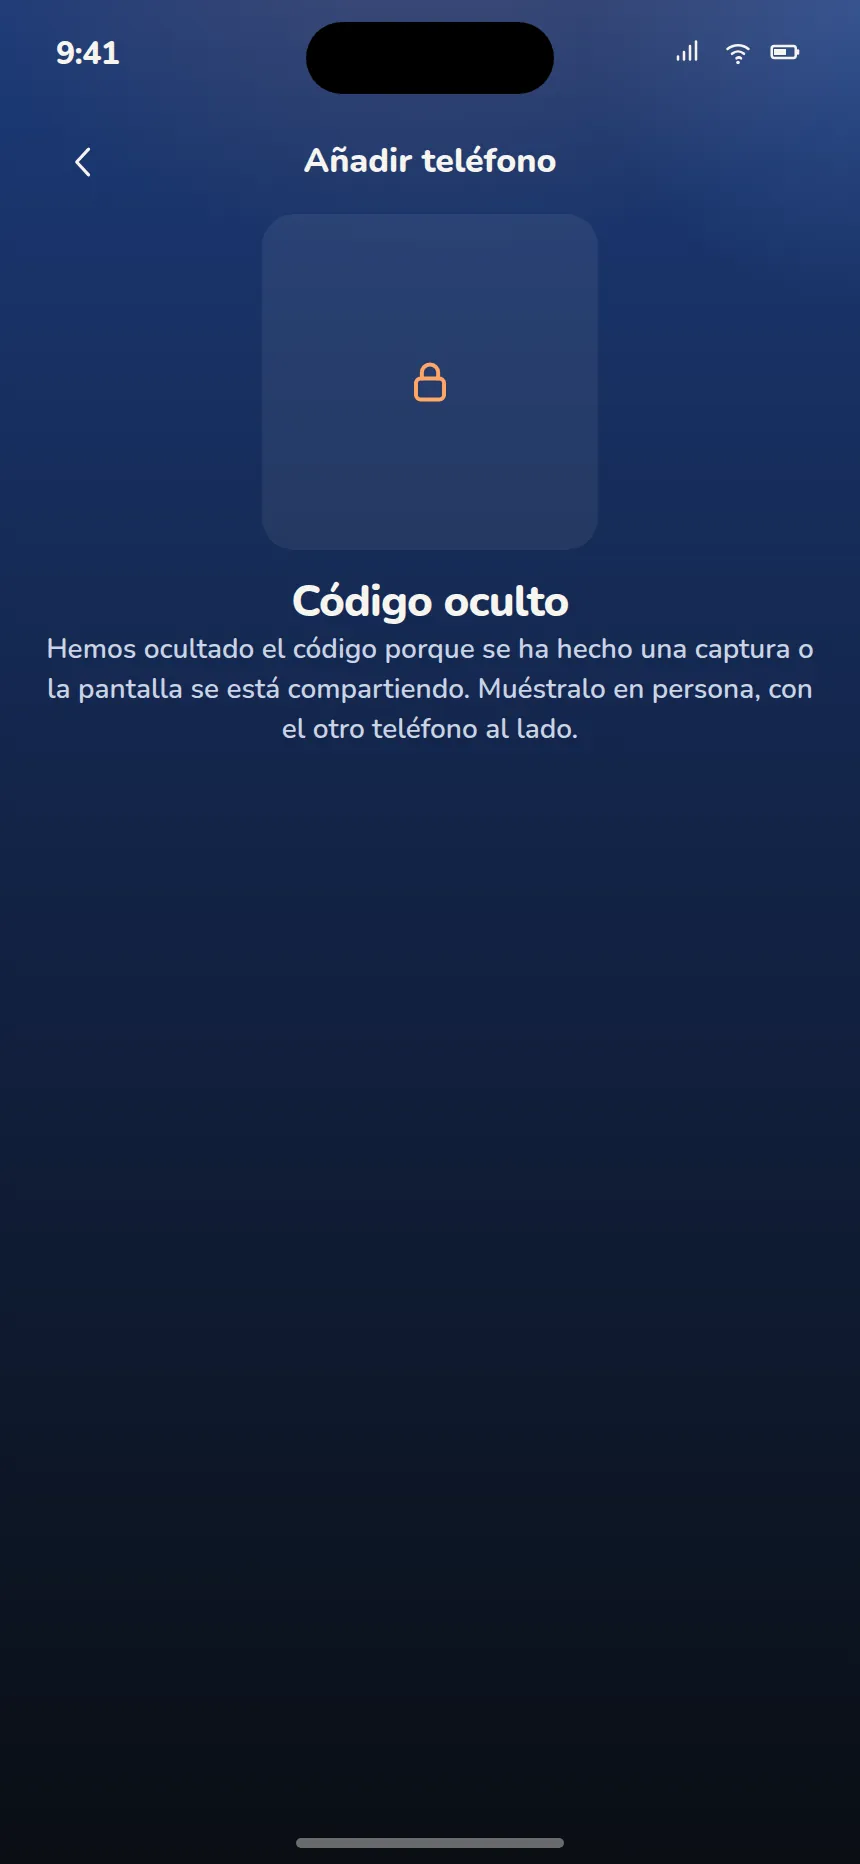 9:41
Añadir teléfono
Código oculto
Hemos ocultado el código porque se ha hecho una captura o
la pantalla se está compartiendo. Muéstralo en persona, con
el otro teléfono al lado.